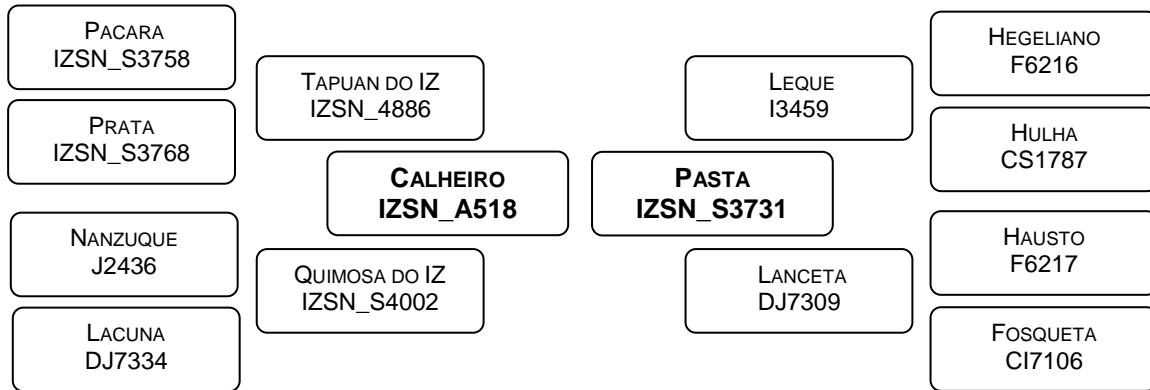 PACARA
IZSN_S3758
PRATA
IZSN_S3768
NANZUQUE
J2436
LACUNA
DJ7334
TAPUAN DO IZ
IZSN_4886
QUIMOSA DO IZ
IZSN_S4002
CALHEIRO
IZSN_A518
PASTA
IZSN_S3731
LEQUE
I3459
LANCETA
DJ7309
HEGELIANO
F6216
HULHA
CS1787
HAUSTO
F6217
FOSQUETA
CI7106